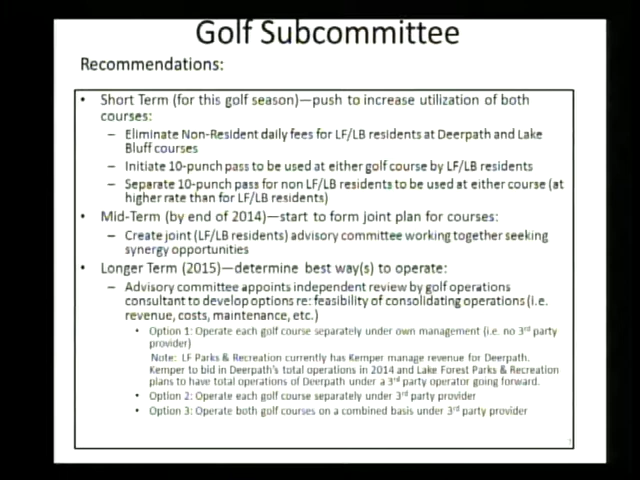 Golf Subcommittee
Recommendations:
• Short Term (for this golf season)—push to increase utilization of both
courses:
– Eliminate Non-Resident daily fees for LF/LB residents at Deerpath and Lake
Bluff courses
– Initiate 10-punch pass to be used at either golf course by LF/LB residents
– Separate 10-punch pass for non LF/LB residents to be used at either course (at
higher rate than for LF/LB residents)
• Mid-Term (by end of 2014)—start to form joint plan for courses:
– Create joint (LF/LB residents) advisory committee working together seeking
synergy opportunities
• Longer Term (2015)—determine best way(s) to operate:
– Advisory committee appoints independent review by golf operations
consultant to develop options re: feasibility of consolidating operations (i.e.
revenue, costs, maintenance, etc.)
• Option 1: Operate each golf course separately under own management (i.e. no 3rd party
provider)
Note: LF Parks & Recreation currently has Kemper manage revenue for Deerpath.
Kemper to bid in Deerpath's total operations in 2014 and Lake Forest Parks & Recreation
plans to have total operations of Deerpath under a 3rd party operator going forward.
• Option 2: Operate each golf course separately under 3rd party provider
• Option 3: Operate both golf courses on a combined basis under 3rd party provider